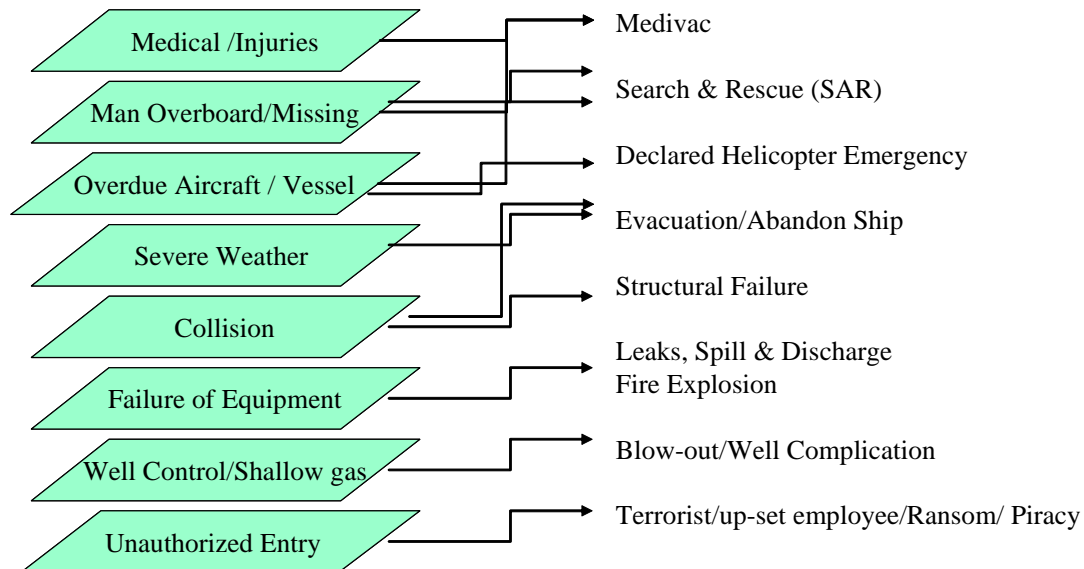 Medical /Injuries
Man Overboard/Missing
Overdue Aircraft / Vessel
Severe Weather
Collision
Failure of Equipment
Well Control/Shallow gas
Unauthorized Entry
Medivac
Search & Rescue (SAR)
Declared Helicopter Emergency
Evacuation/Abandon Ship
Structural Failure
Leaks, Spill & Discharge
Fire Explosion
Blow-out/Well Complication
Terrorist/up-set employee/Ransom/ Piracy